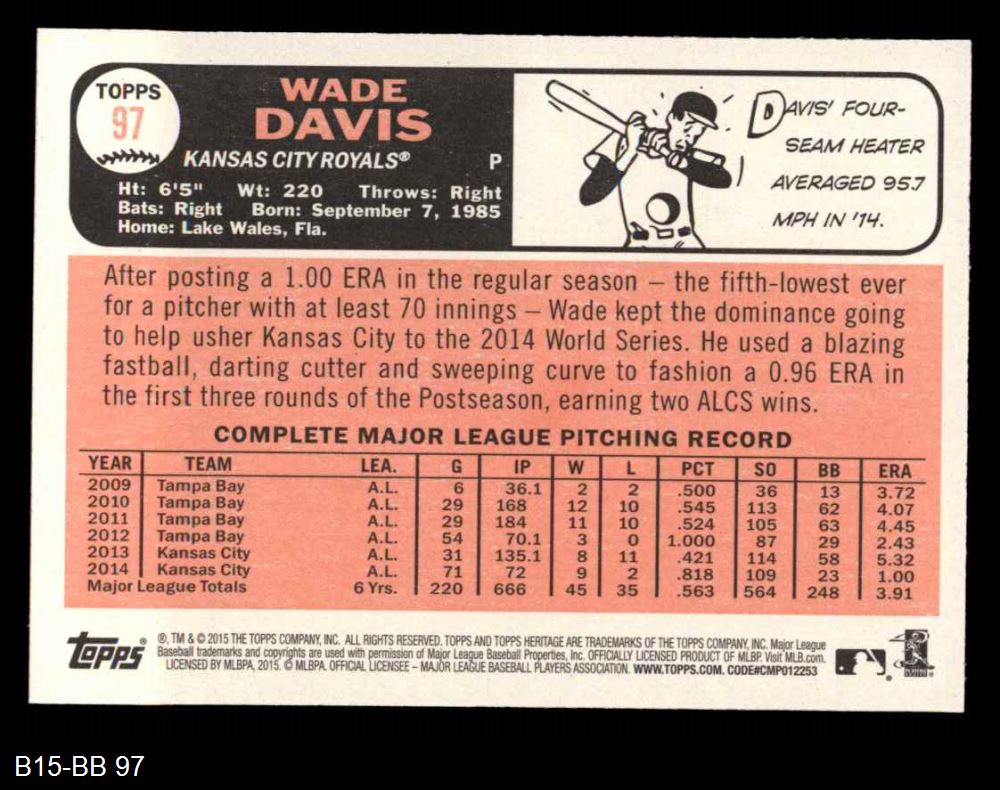 TOPPS
97
WADE
DAVIS
KANSAS CITY ROYALS® P
Ht: 6'5" Wt: 220 Throws: Right
Bats: Right Born: September 7, 1985
Home: Lake Wales, Fla.
DAVIS' FOUR-
SEAM HEATER
AVERAGED 95.7
MPH IN '14.
After posting a 1.00 ERA in the regular season – the fifth-lowest ever
for a pitcher with at least 70 innings – Wade kept the dominance going
to help usher Kansas City to the 2014 World Series. He used a blazing
fastball, darting cutter and sweeping curve to fashion a 0.96 ERA in
the first three rounds of the Postseason, earning two ALCS wins.
COMPLETE MAJOR LEAGUE PITCHING RECORD
YEAR TEAM LEA. G IP W L PCT SO BB ERA
2009 Tampa Bay A.L. 6 36.1 2 2 .500 36 13 3.72
2010 Tampa Bay A.L. 29 168 12 10 .545 113 62 4.07
2011 Tampa Bay A.L. 29 184 11 10 .524 105 63 4.45
2012 Tampa Bay A.L. 54 70.1 3 0 1.000 87 29 2.43
2013 Kansas City A.L. 31 135.1 8 11 .421 114 58 5.32
2014 Kansas City A.L. 71 72 9 2 .818 109 23 1.00
Major League Totals 6 Yrs. 220 666 45 35 .563 564 248 3.91
Topps® ®, TM & © 2015 THE TOPPS COMPANY, INC. ALL RIGHTS RESERVED. TOPPS AND TOPPS HERITAGE ARE TRADEMARKS OF THE TOPPS COMPANY, INC. Major League
Baseball trademarks and copyrights are used with permission of Major League Baseball Properties, Inc. OFFICIALLY LICENSED PRODUCT OF MLBP. Visit MLB.com.
LICENSED BY MLBPA, 2015. © MLBPA. OFFICIAL LICENSEE – MAJOR LEAGUE BASEBALL PLAYERS ASSOCIATION. WWW.TOPPS.COM. CODE#CMP012253
B15-BB 97